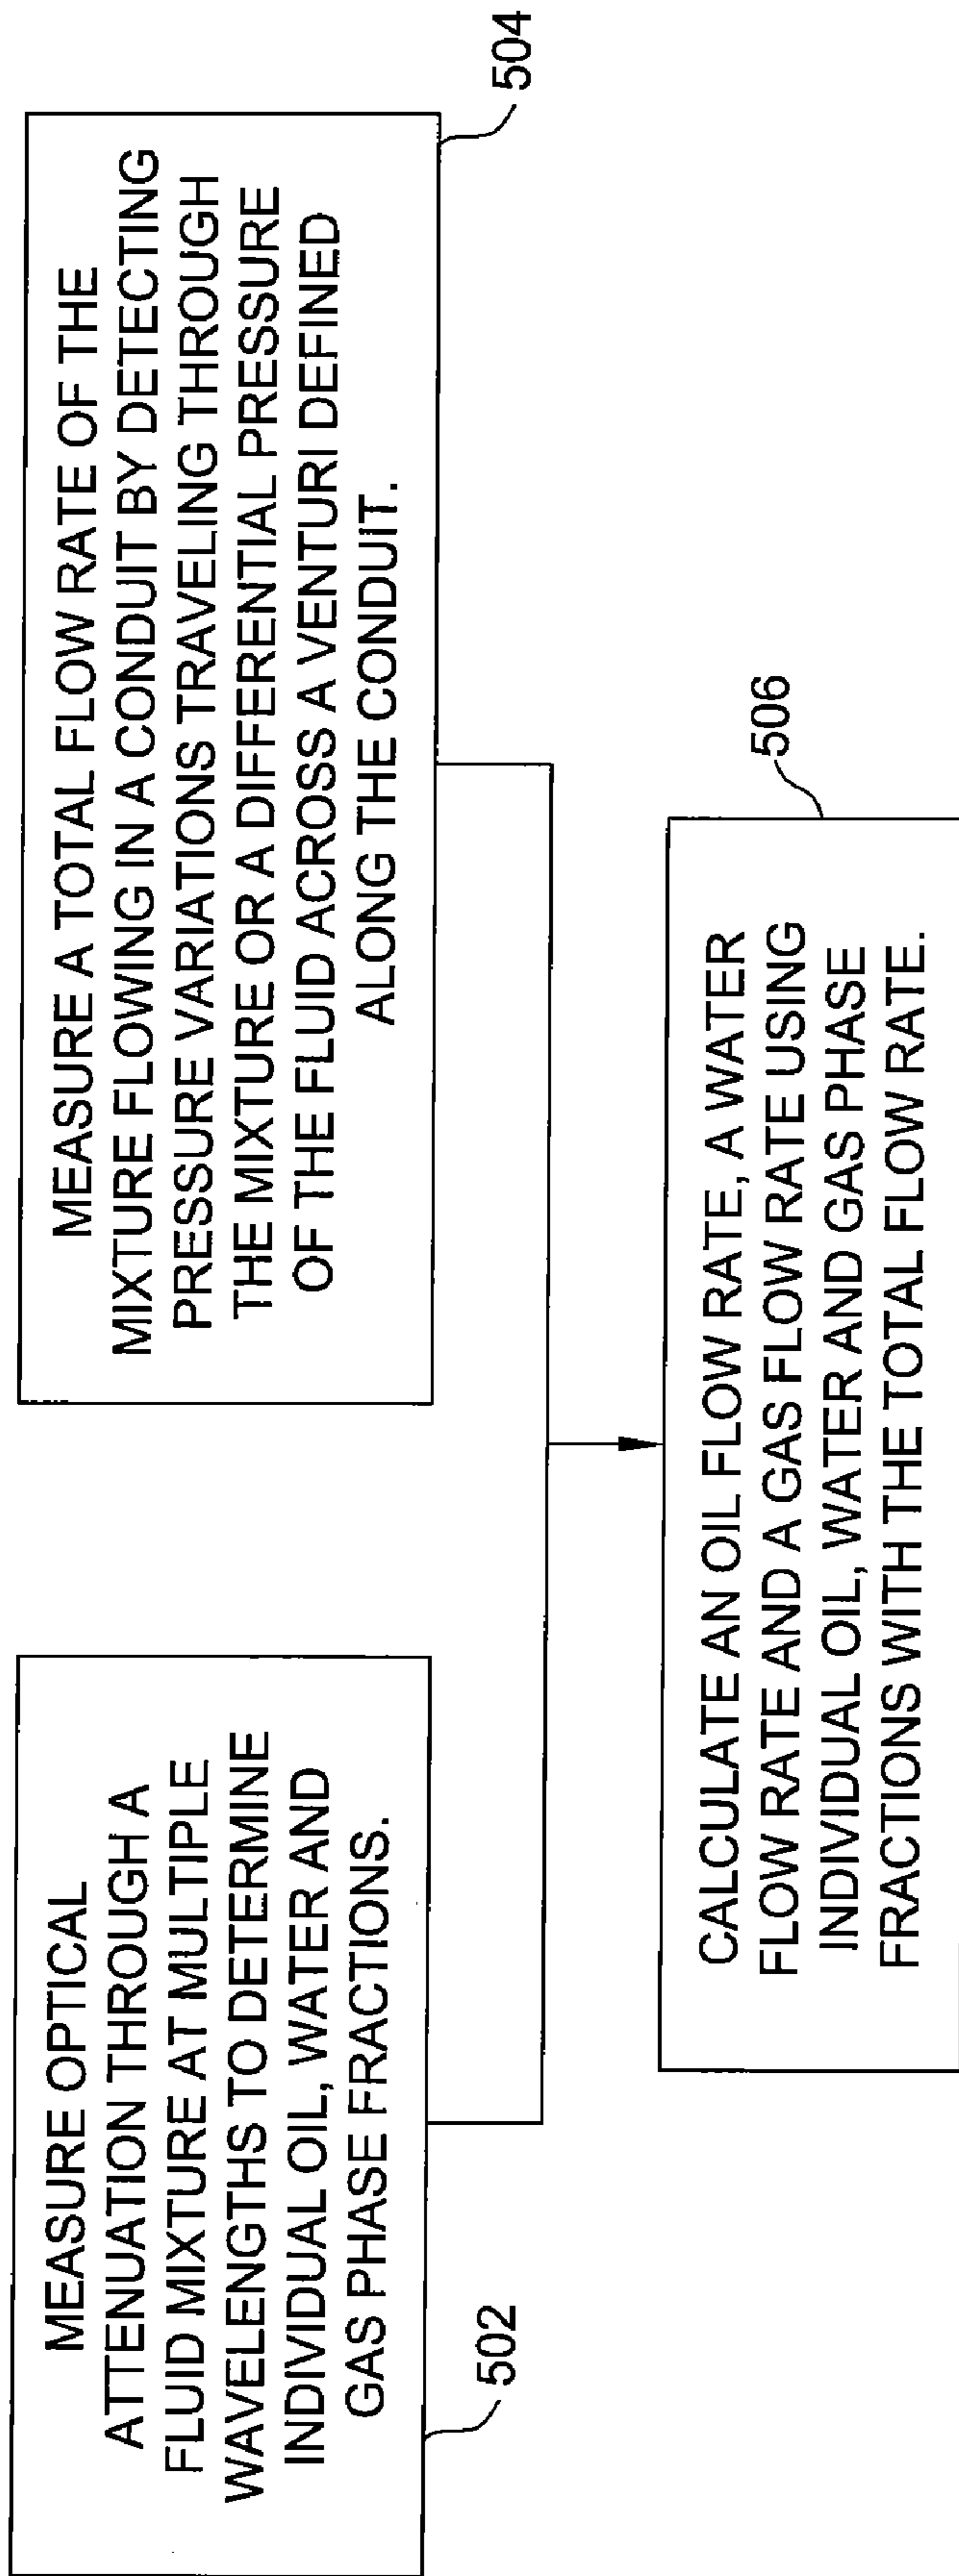 MEASURE OPTICAL
ATTENUATION THROUGH A
FLUID MIXTURE AT MULTIPLE
WAVELENGTHS TO DETERMINE
INDIVIDUAL OIL, WATER AND
GAS PHASE FRACTIONS.
502
MEASURE A TOTAL FLOW RATE OF THE
MIXTURE FLOWING IN A CONDUIT BY DETECTING
PRESSURE VARIATIONS TRAVELING THROUGH
THE MIXTURE OR A DIFFERENTIAL PRESSURE
OF THE FLUID ACROSS A VENTURI DEFINED
ALONG THE CONDUIT.
504
CALCULATE AN OIL FLOW RATE, A WATER
FLOW RATE AND A GAS FLOW RATE USING
INDIVIDUAL OIL, WATER AND GAS PHASE
FRACTIONS WITH THE TOTAL FLOW RATE.
506